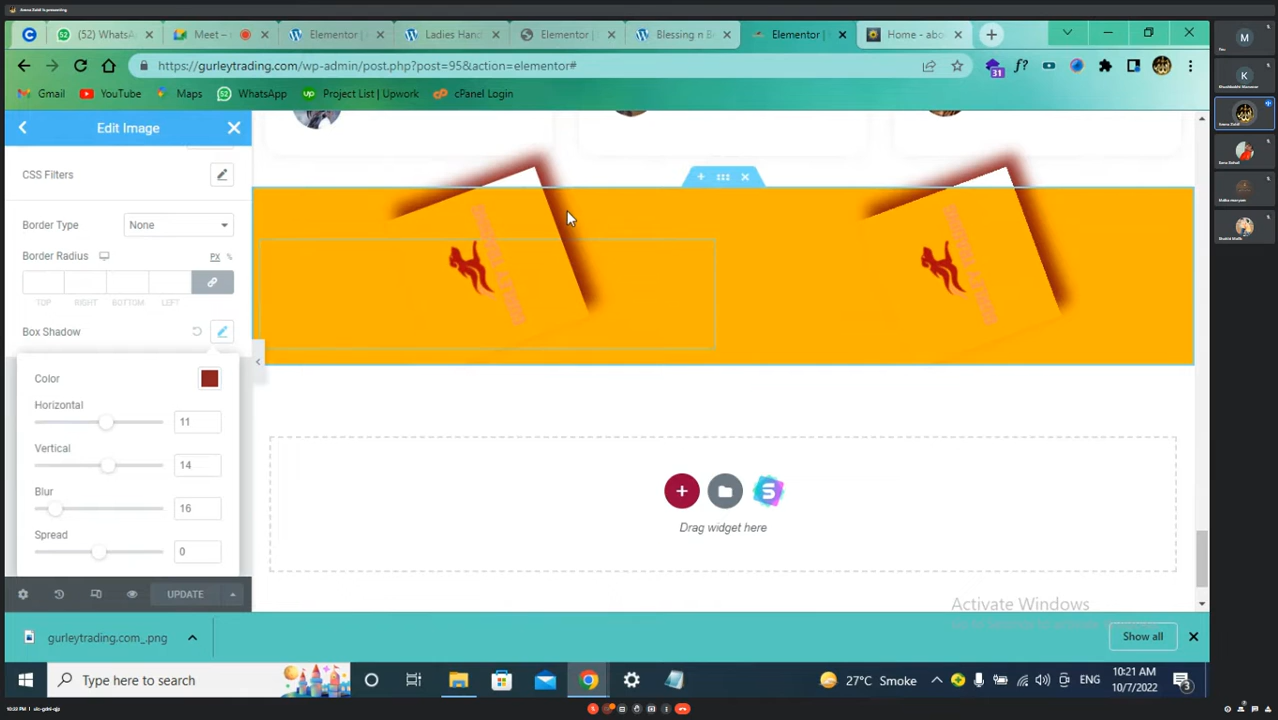 (52) WhatsA
Meet –
Elementor |
Ladies Hand
Elementor |
Blessing n B
Elementor |
Home - abo
https://gurleytrading.com/wp-admin/post.php?post=95&action=elementor#
31
f?
Gmail
YouTube
Maps
WhatsApp
Project List | Upwork
cPanel Login
Edit Image
CSS Filters
Border Type
None
Border Radius
PX
%
TOP
RIGHT
BOTTOM
LEFT
Box Shadow
Color
Horizontal
11
Vertical
14
Blur
16
Spread
0
UPDATE
Drag widget here
Activate Windows
gurleytrading.com_.png
Show all
Type here to search
27°C Smoke
ENG
10:21 AM
10/7/2022
3
M
K
You